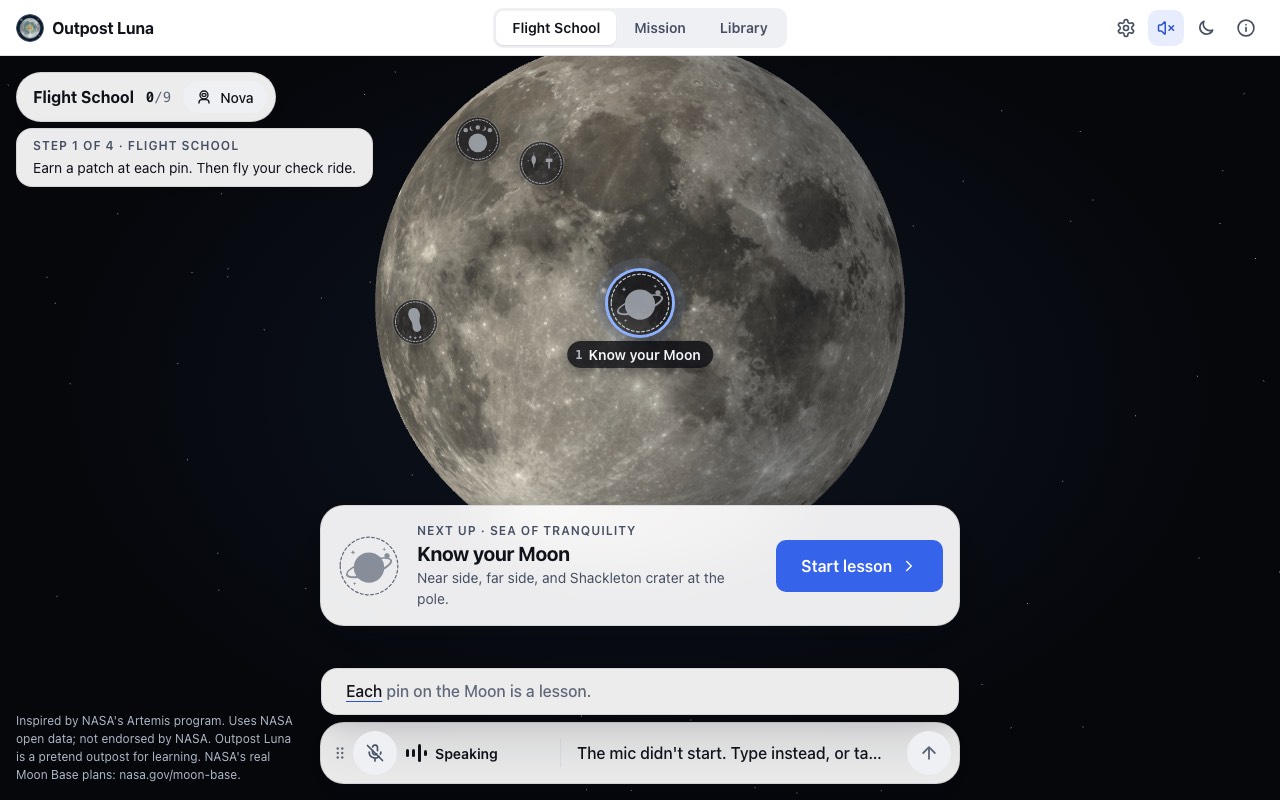 Outpost Luna
Flight School
Mission
Library
Flight School 0/9 Nova
STEP 1 OF 4 · FLIGHT SCHOOL
Earn a patch at each pin. Then fly your check ride.
1 Know your Moon
NEXT UP · SEA OF TRANQUILITY
Know your Moon
Near side, far side, and Shackleton crater at the
pole.
Start lesson
Each pin on the Moon is a lesson.
Speaking
The mic didn't start. Type instead, or ta...
Inspired by NASA's Artemis program. Uses NASA
open data; not endorsed by NASA. Outpost Luna
is a pretend outpost for learning. NASA's real
Moon Base plans: nasa.gov/moon-base.